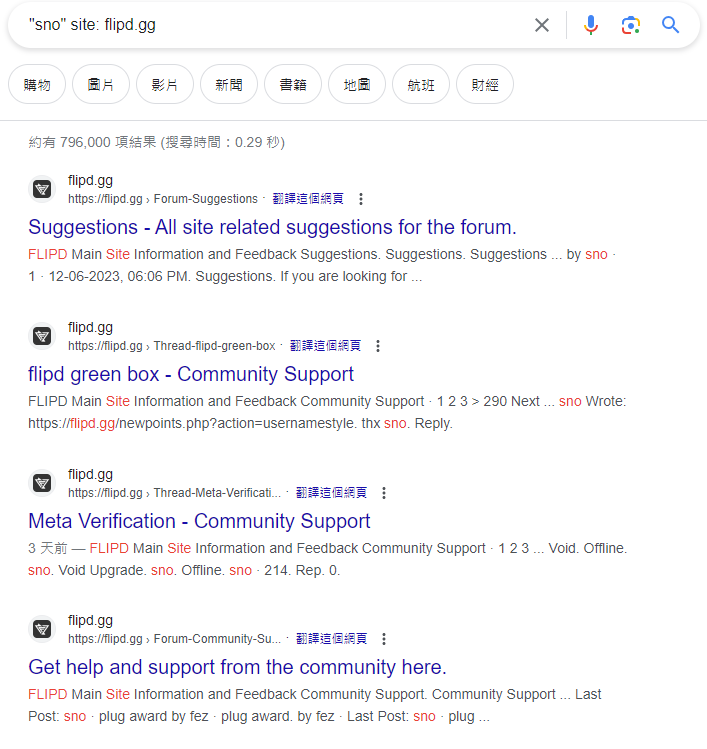 "sno" site: flipd.gg
購物 圖片 影片 新聞 書籍 地圖 航班 財經
約有 796,000 項結果 (搜尋時間：0.29 秒)
flipd.gg
https://flipd.gg › Forum-Suggestions · 翻譯這個網頁
Suggestions - All site related suggestions for the forum.
FLIPD Main Site Information and Feedback Suggestions. Suggestions. Suggestions ... by sno ·
1 · 12-06-2023, 06:06 PM. Suggestions. If you are looking for ...
flipd.gg
https://flipd.gg › Thread-flipd-green-box · 翻譯這個網頁
flipd green box - Community Support
FLIPD Main Site Information and Feedback Community Support · 1 2 3 > 290 Next ... sno Wrote:
https://flipd.gg/newpoints.php?action=usernamestyle. thx sno. Reply.
flipd.gg
https://flipd.gg › Thread-Meta-Verificati... · 翻譯這個網頁
Meta Verification - Community Support
3 天前 — FLIPD Main Site Information and Feedback Community Support · 1 2 3 ... Void. Offline.
sno. Void Upgrade. sno. Offline. sno · 214. Rep. 0.
flipd.gg
https://flipd.gg › Forum-Community-Su... · 翻譯這個網頁
Get help and support from the community here.
FLIPD Main Site Information and Feedback Community Support. Community Support ... Last
Post: sno · plug award by fez · plug award. by fez · Last Post: sno · plug ...